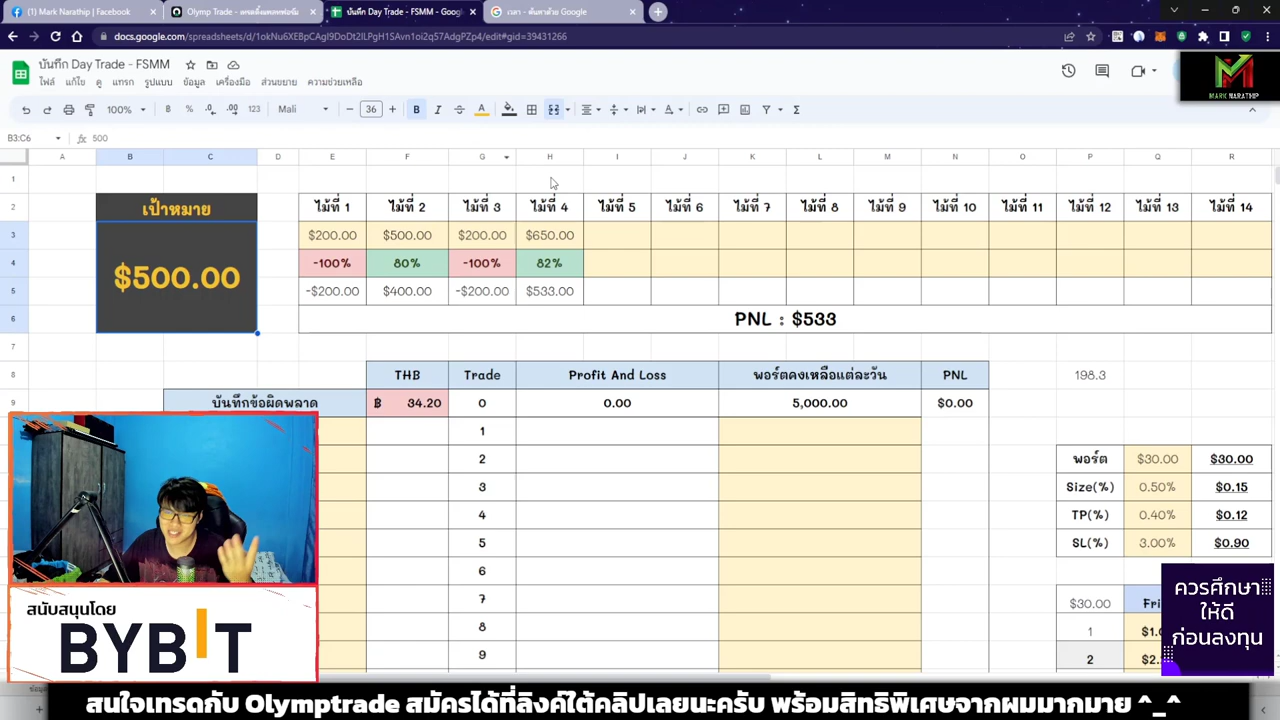 (1) Mark Narathip | Facebook
Olymp Trade - แพลตฟอร์ม
บันทึก Day Trade - FSMM - Goog
เวลา - ค้นหาด้วย Google
docs.google.com/spreadsheets/d/1okNu6XEBpCAgI9DoDt2ILPgH1SAvn1oi2q57AdgPZp4/edit#gid=39431266
บันทึก Day Trade - FSMM
ไฟล์ แก้ไข ดู แทรก รูปแบบ ข้อมูล เครื่องมือ ส่วนขยาย ความช่วยเหลือ
MARK NARATHIP
100% % .0 .00 123 Mali 36 B I A Σ
B3:C6 fx 500
A B C D E F G H I J K L M N O P Q R
1
2 เป้าหมาย ไม้ที่ 1 ไม้ที่ 2 ไม้ที่ 3 ไม้ที่ 4 ไม้ที่ 5 ไม้ที่ 6 ไม้ที่ 7 ไม้ที่ 8 ไม้ที่ 9 ไม้ที่ 10 ไม้ที่ 11 ไม้ที่ 12 ไม้ที่ 13 ไม้ที่ 14
3 $200.00 $500.00 $200.00 $650.00
$500.00
4 -100% 80% -100% 82%
5 -$200.00 $400.00 -$200.00 $533.00
6 PNL : $533
7
8 THB Trade Profit And Loss พอร์ตคงเหลือแต่ละวัน PNL 198.3
9 บันทึกข้อผิดพลาด ฿ 34.20 0 0.00 5,000.00 $0.00
1
2 พอร์ต $30.00 $30.00
3 Size(%) 0.50% $0.15
4 TP(%) 0.40% $0.12
5 SL(%) 3.00% $0.90
6
7 $30.00 Fri
8 1 $1.0
9 2 $2.
ควรศึกษา
ให้ดี
ก่อนลงทุน
สนับสนุนโดย
BYBIT
สนใจเทรดกับ Olymptrade สมัครได้ที่ลิงค์ใต้คลิปเลยนะครับ พร้อมสิทธิพิเศษจากผมมากมาย ^_^